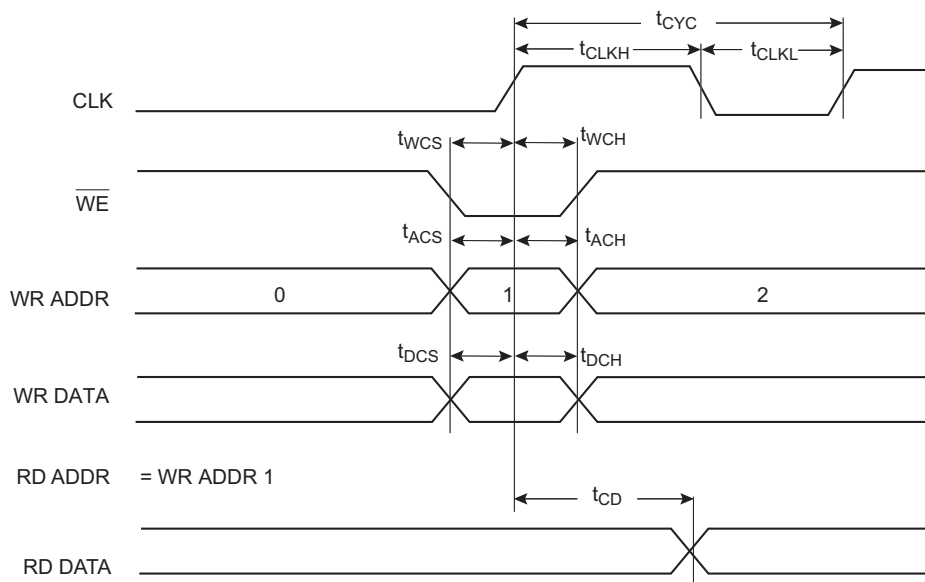 tCYC
tCLKH tCLKL
CLK
tWCS tWCH
WE
tACS tACH
WR ADDR 0 1 2
tDCS tDCH
WR DATA
RD ADDR = WR ADDR 1
tCD
RD DATA